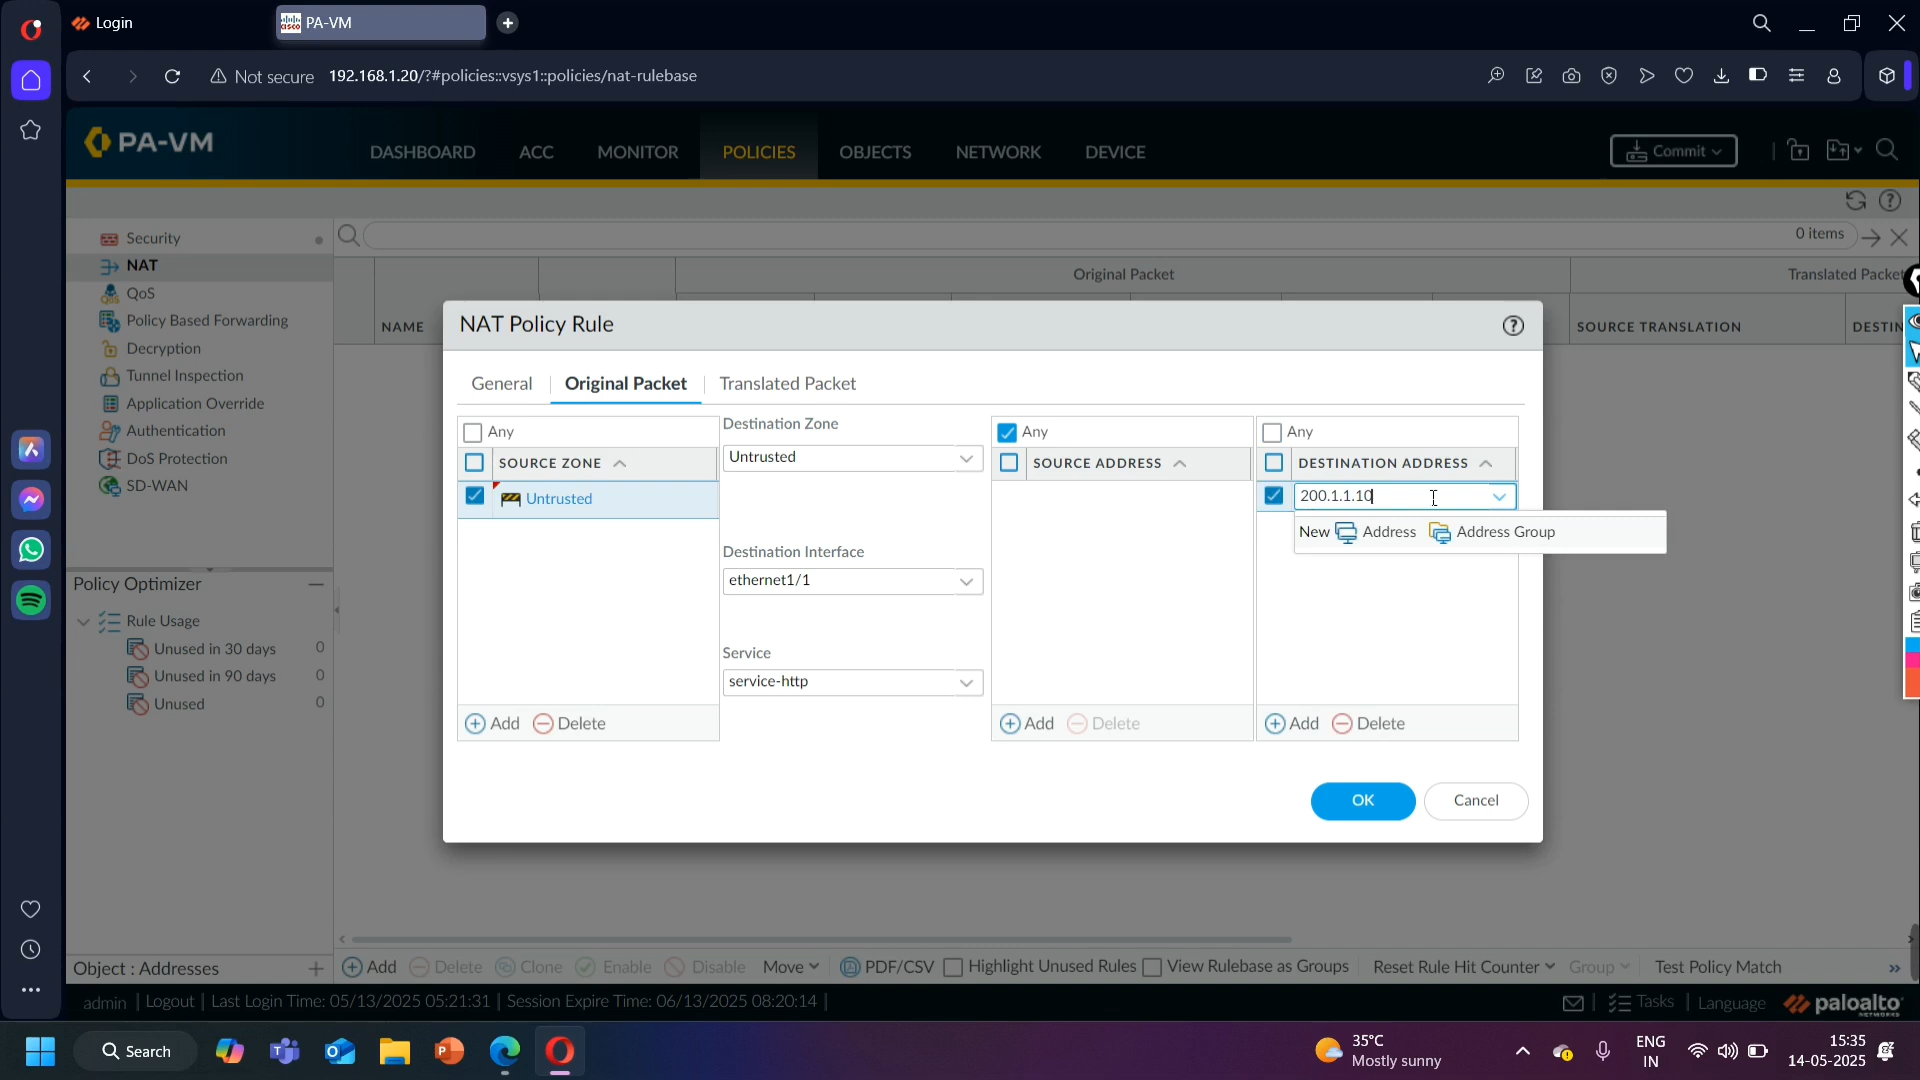 Login
PA-VM
Not secure 192.168.1.20/?#policies::vsys1::policies/nat-rulebase
PA-VM
DASHBOARD ACC MONITOR POLICIES OBJECTS NETWORK DEVICE
Commit
Security
NAT
QoS
Policy Based Forwarding
Decryption
Tunnel Inspection
Application Override
Authentication
DoS Protection
SD-WAN
0 items
Original Packet
Translated Packet
NAME
SOURCE TRANSLATION
DESTIN
NAT Policy Rule
General Original Packet Translated Packet
Any
SOURCE ZONE
Untrusted
Add Delete
Destination Zone
Untrusted
Destination Interface
ethernet1/1
Service
service-http
Any
SOURCE ADDRESS
Add Delete
Any
DESTINATION ADDRESS
200.1.1.10
New Address Address Group
Add Delete
OK Cancel
Policy Optimizer
Rule Usage
Unused in 30 days 0
Unused in 90 days 0
Unused 0
Object : Addresses
Add Delete Clone Enable Disable Move PDF/CSV Highlight Unused Rules View Rulebase as Groups Reset Rule Hit Counter Group Test Policy Match
admin | Logout | Last Login Time: 05/13/2025 05:21:31 | Session Expire Time: 06/13/2025 08:20:14 |
Tasks | Language paloalto
NETWORKS
Search
35°C
Mostly sunny
ENG
IN
15:35
14-05-2025